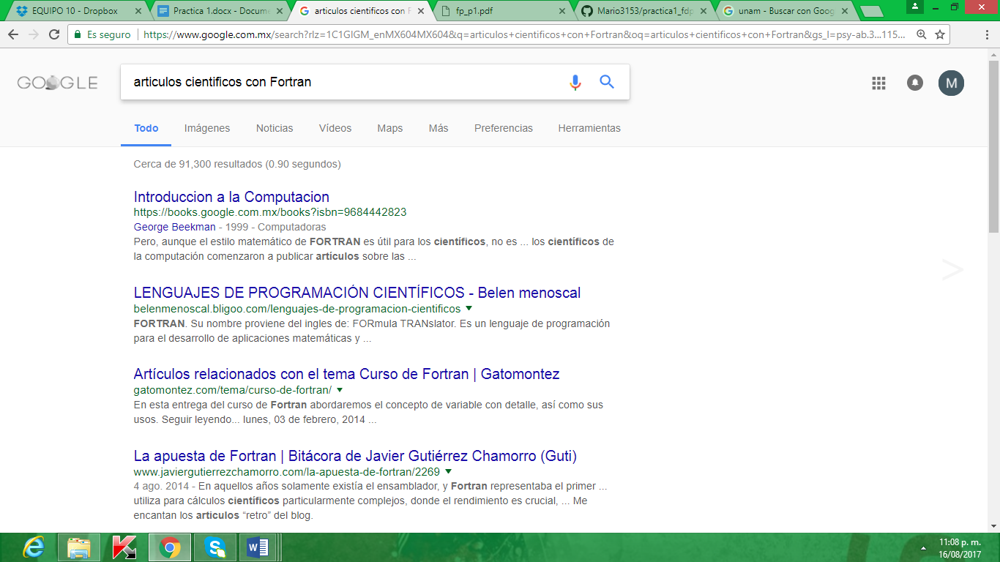 EQUIPO 10 - Dropbox
Practica 1.docx - Docume
articulos cientificos con F
fp_p1.pdf
Mario3153/practica1_fdp
unam - Buscar con Goog
Es seguro
https://www.google.com.mx/search?rlz=1C1GIGM_enMX604MX604&q=articulos+cientificos+con+Fortran&oq=articulos+cientificos+con+Fortran&gs_l=psy-ab.3...115...
GOOGLE
articulos cientificos con Fortran
M
Todo
Imágenes
Noticias
Vídeos
Maps
Más
Preferencias
Herramientas
Cerca de 91,300 resultados (0.90 segundos)
Introduccion a la Computacion
https://books.google.com.mx/books?isbn=9684442823
George Beekman - 1999 - Computadoras
Pero, aunque el estilo matemático de FORTRAN es útil para los científicos, no es ... los científicos de
la computación comenzaron a publicar artículos sobre las ...
LENGUAJES DE PROGRAMACIÓN CIENTÍFICOS - Belen menoscal
belenmenoscal.bligoo.com/lenguajes-de-programacion-cientificos
FORTRAN. Su nombre proviene del ingles de: FORmula TRANslator. Es un lenguaje de programación
para el desarrollo de aplicaciones matemáticas y ...
Artículos relacionados con el tema Curso de Fortran | Gatomontez
gatomontez.com/tema/curso-de-fortran/
En esta entrega del curso de Fortran abordaremos el concepto de variable con detalle, así como sus
usos. Seguir leyendo... lunes, 03 de febrero, 2014 ...
La apuesta de Fortran | Bitácora de Javier Gutiérrez Chamorro (Guti)
www.javiergutierrezchamorro.com/la-apuesta-de-fortran/2269
4 ago. 2014 - En aquellos años solamente existía el ensamblador, y Fortran representaba el primer ...
utiliza para cálculos científicos particularmente complejos, donde el rendimiento es crucial, ... Me
encantan los articulos “retro” del blog.
11:08 p. m.
16/08/2017